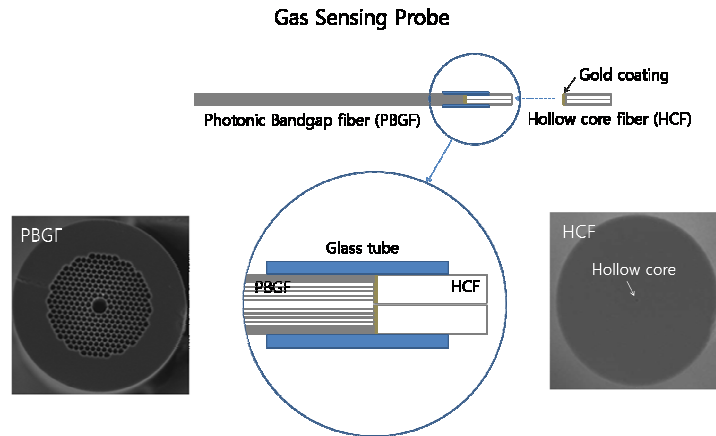 Gas Sensing Probe
Gold coating
Photonic Bandgap fiber (PBGF)
Hollow core fiber (HCF)
PBGF
Glass tube
PBGF
HCF
HCF
Hollow core